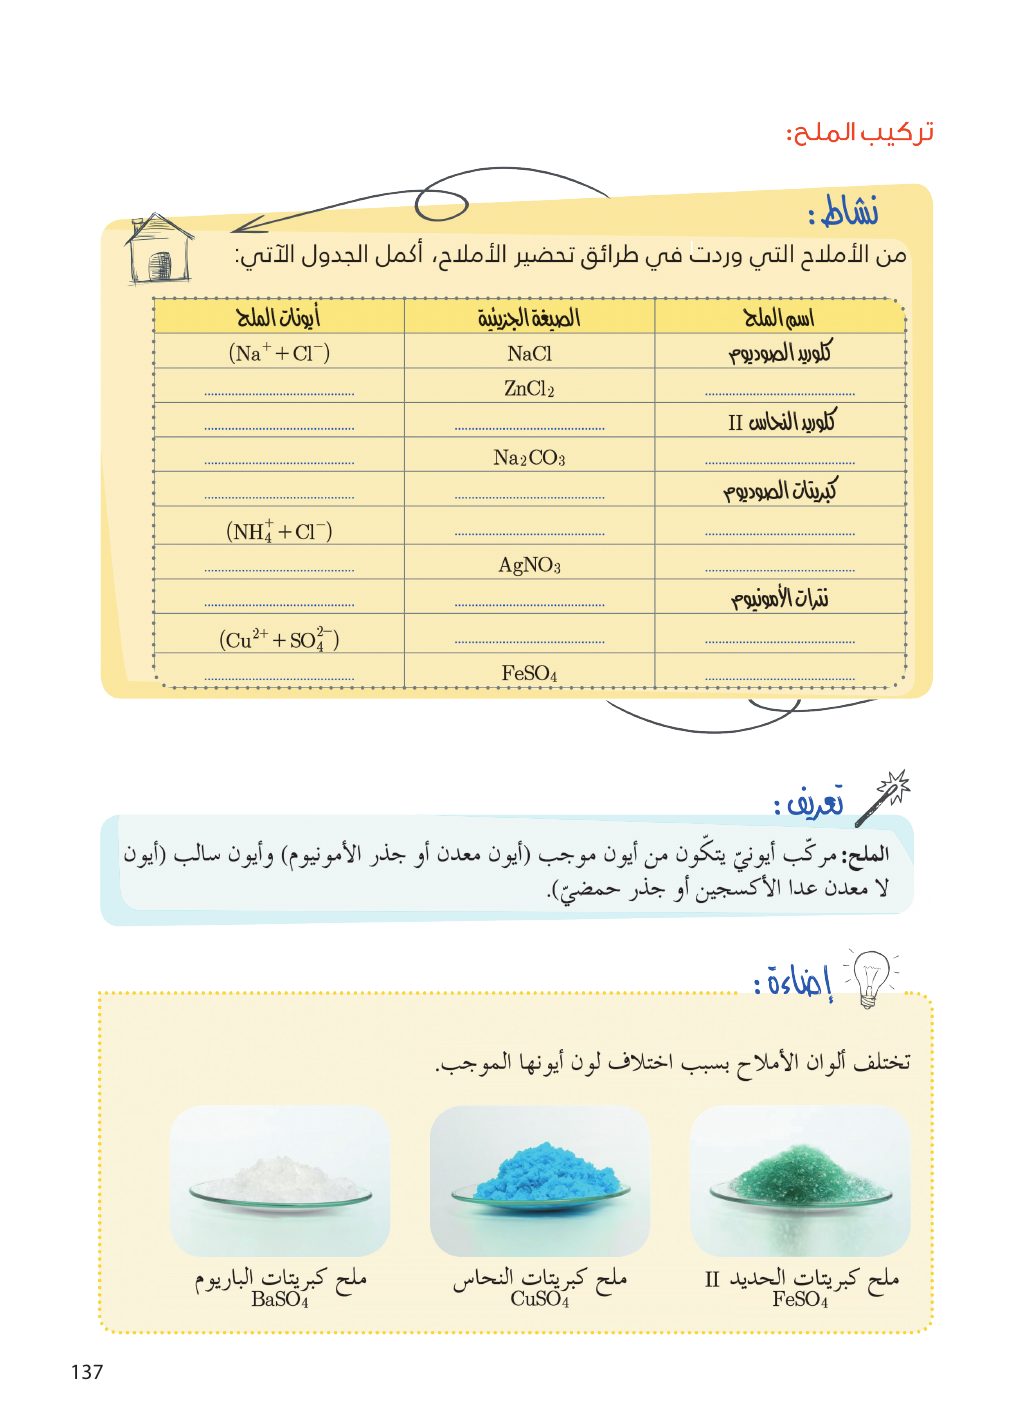 تركيب الملح:
نشاط:
من الأملاح التي وردت في طرائق تحضير الأملاح، أكمل الجدول الآتي:
اسم الملح الصيغة الجزيئية أيونات الملح
كلوريد الصوديوم NaCl (Na⁺ + Cl⁻)
........................................ ZnCl₂ ........................................
كلوريد النحاس II ........................................ ........................................
........................................ Na₂CO₃ ........................................
كبريتات الصوديوم ........................................ ........................................
........................................ ........................................ (NH₄⁺ + Cl⁻)
........................................ AgNO₃ ........................................
نترات الأمونيوم ........................................ ........................................
........................................ ........................................ (Cu²⁺ + SO₄²⁻)
........................................ FeSO₄ ........................................
تعريف:
الملح: مركّب أيونيّ يتكّون من أيون موجب (أيون معدن أو جذر الأمونيوم) وأيون سالب (أيون
لا معدن عدا الأكسجين أو جذر حمضيّ).
إضاءة:
تختلف ألوان الأملاح بسبب اختلاف لون أيونها الموجب.
ملح كبريتات الحديد II ملح كبريتات النحاس ملح كبريتات الباريوم
FeSO₄ CuSO₄ BaSO₄
137